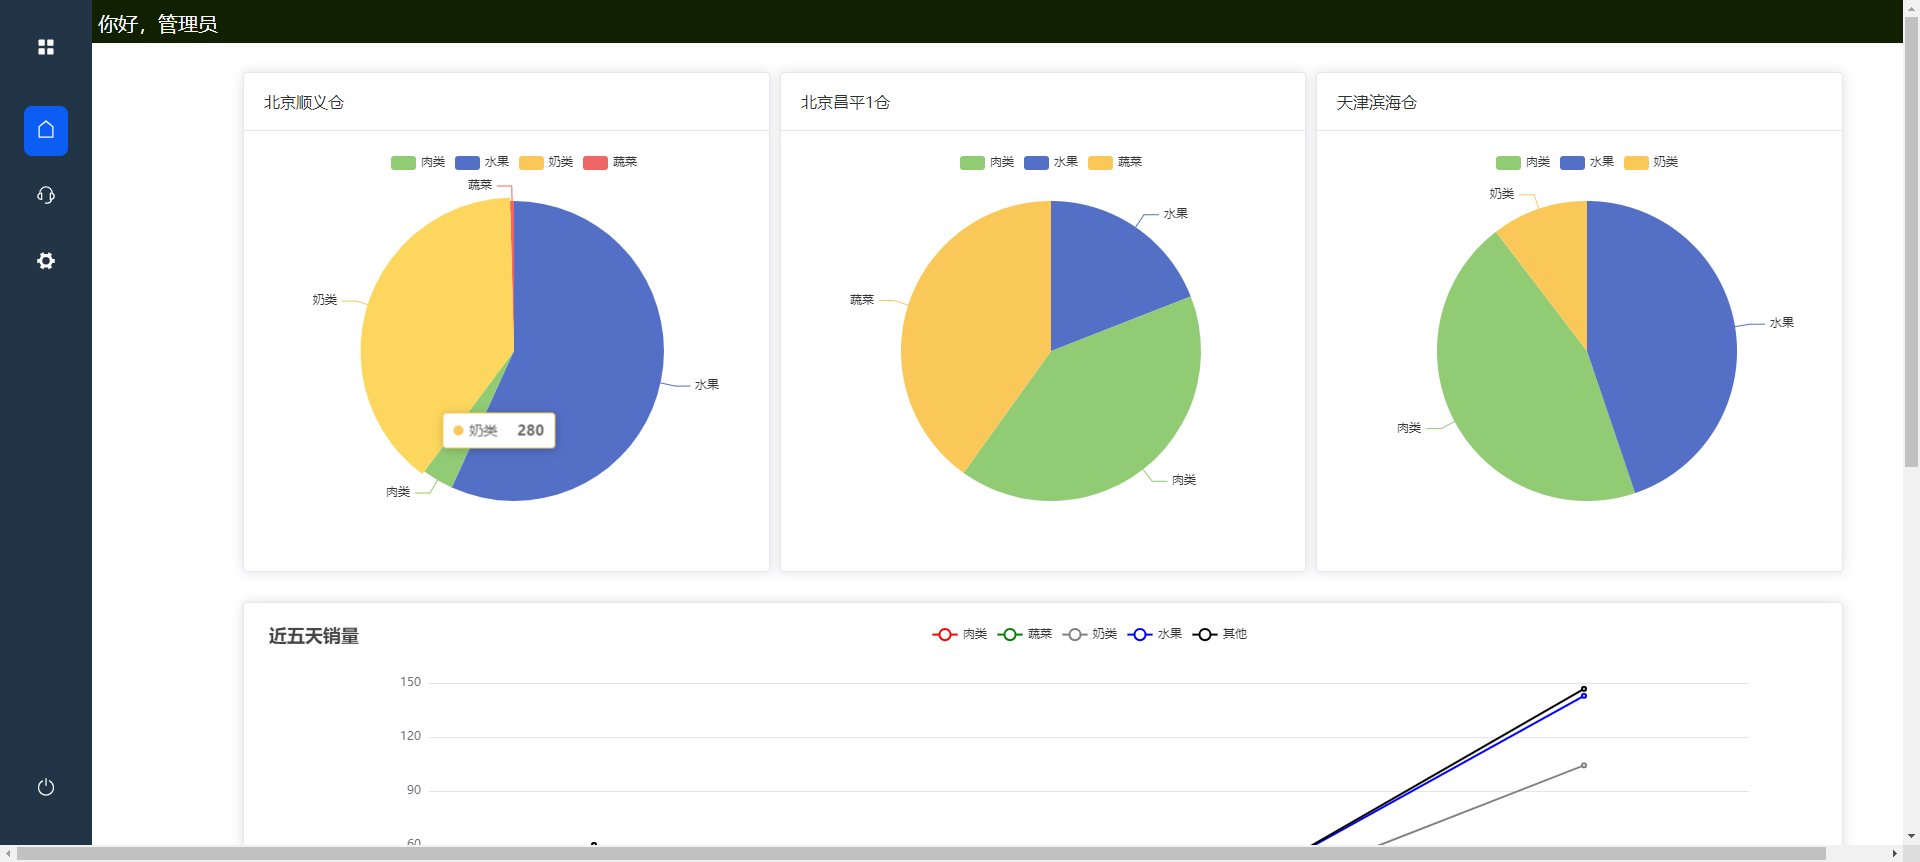 你好，管理员
北京顺义仓
肉类 水果 奶类 蔬菜
蔬菜
奶类
水果
奶类 280
肉类
北京昌平1仓
肉类 水果 蔬菜
水果
蔬菜
肉类
天津滨海仓
肉类 水果 奶类
奶类
水果
肉类
近五天销量
肉类 蔬菜 奶类 水果 其他
150
120
90
60